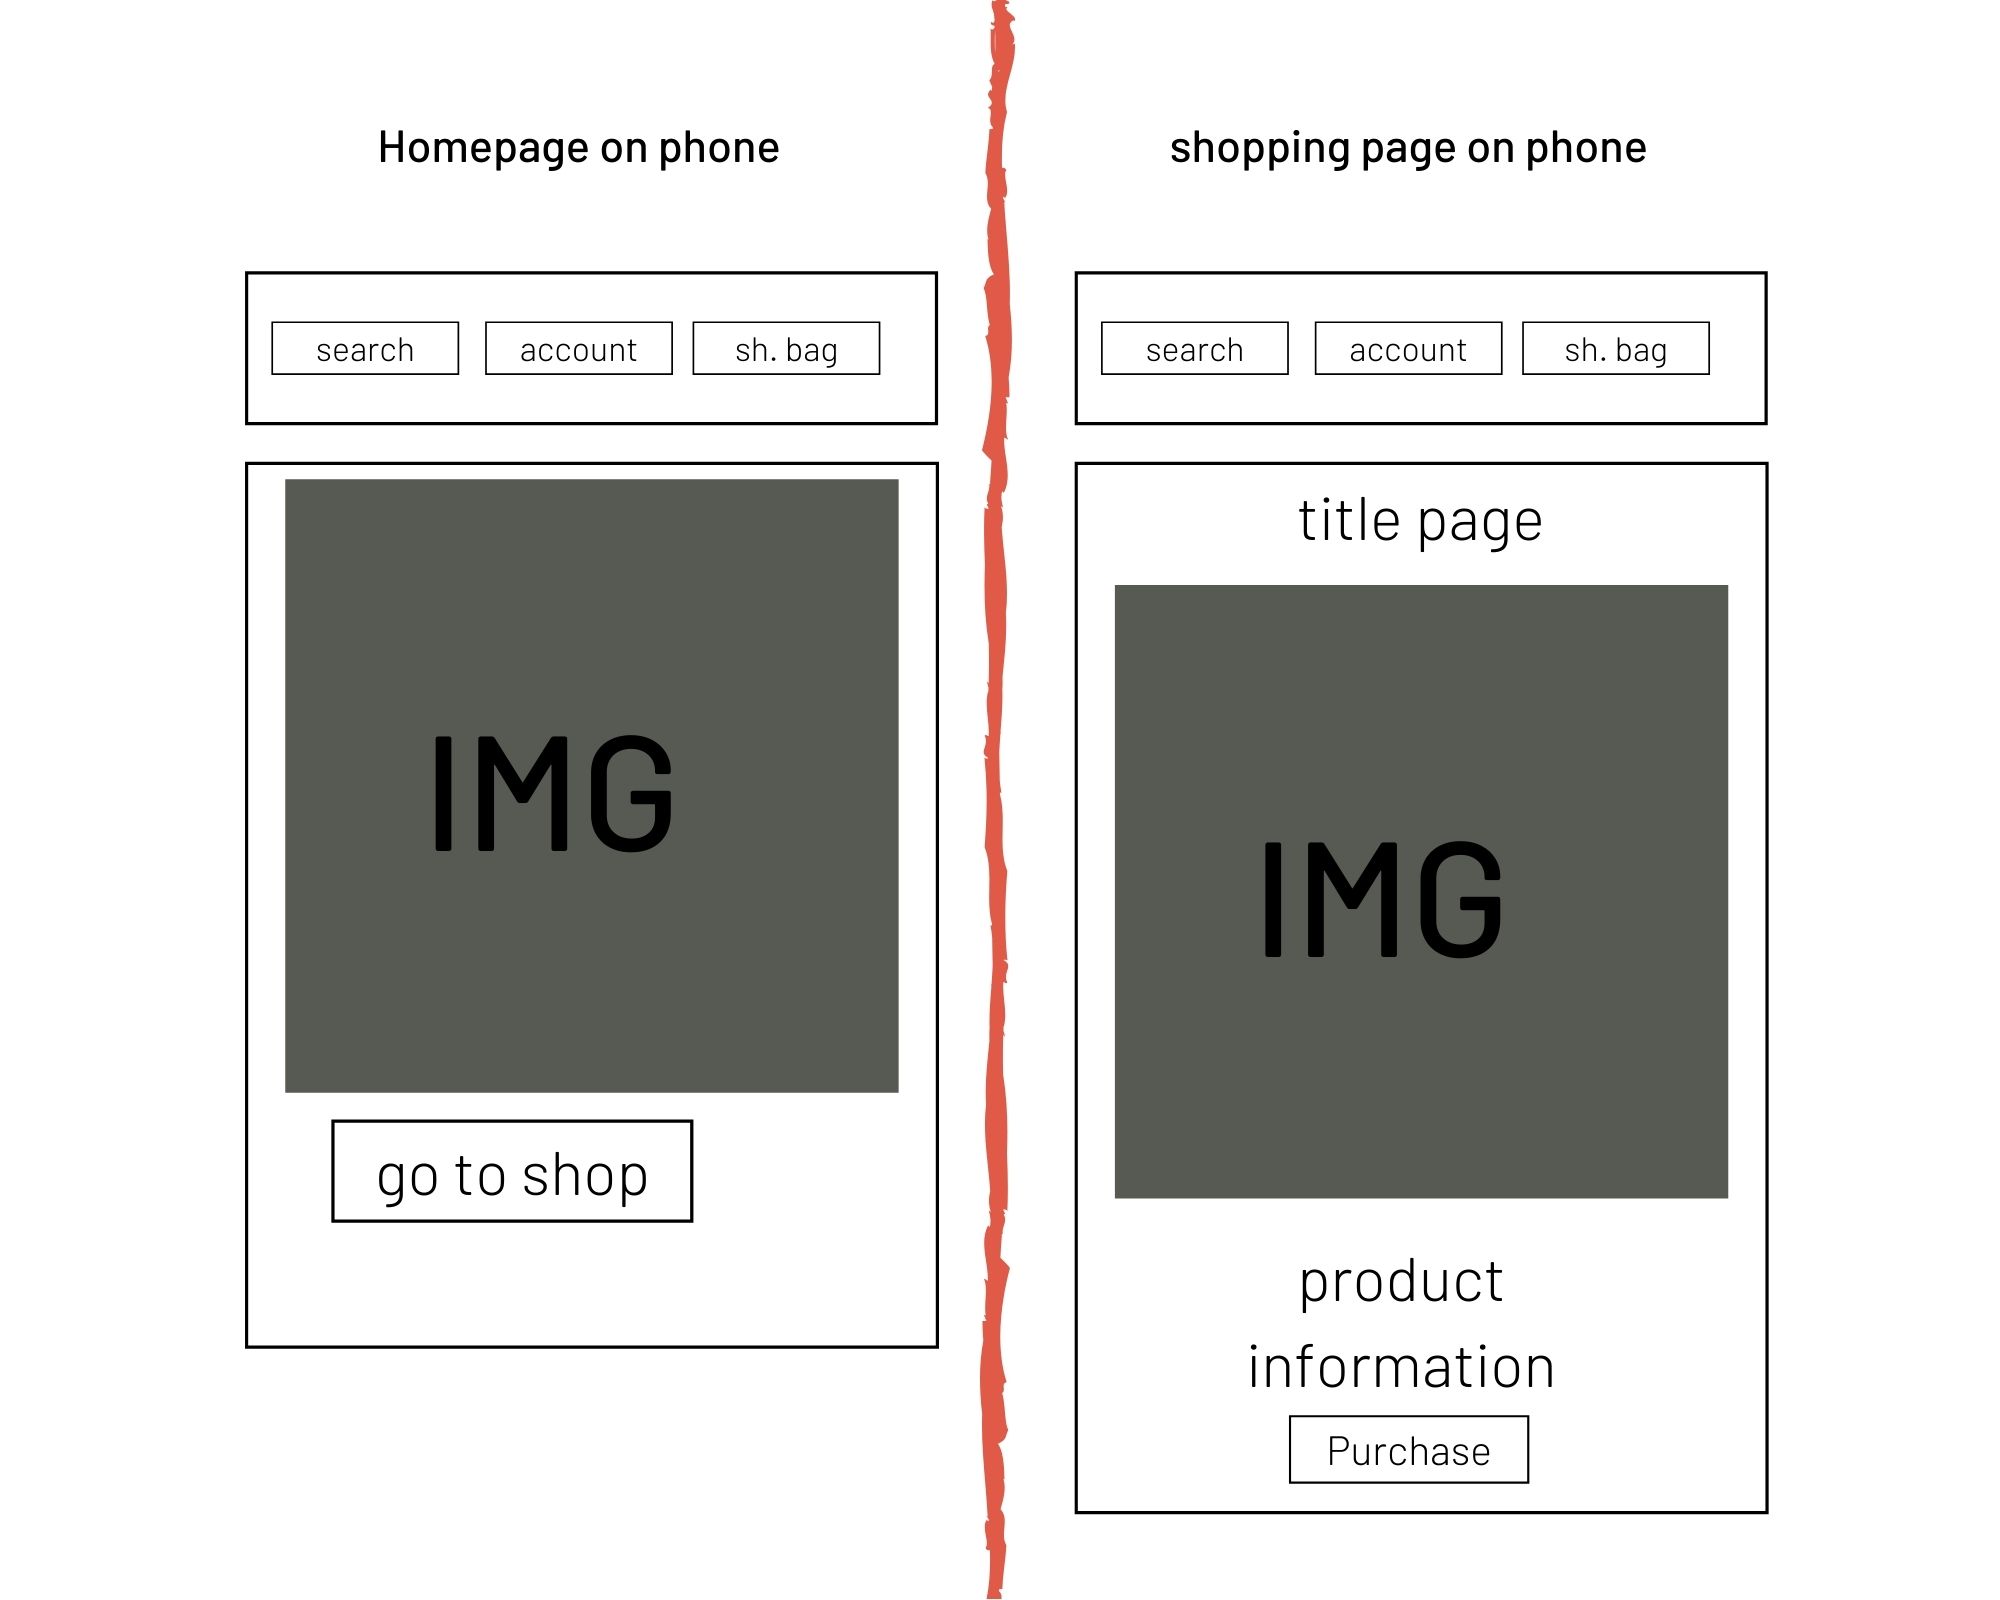 Homepage on phone
search
account
sh. bag
IMG
go to shop
shopping page on phone
search
account
sh. bag
title page
IMG
product
information
Purchase